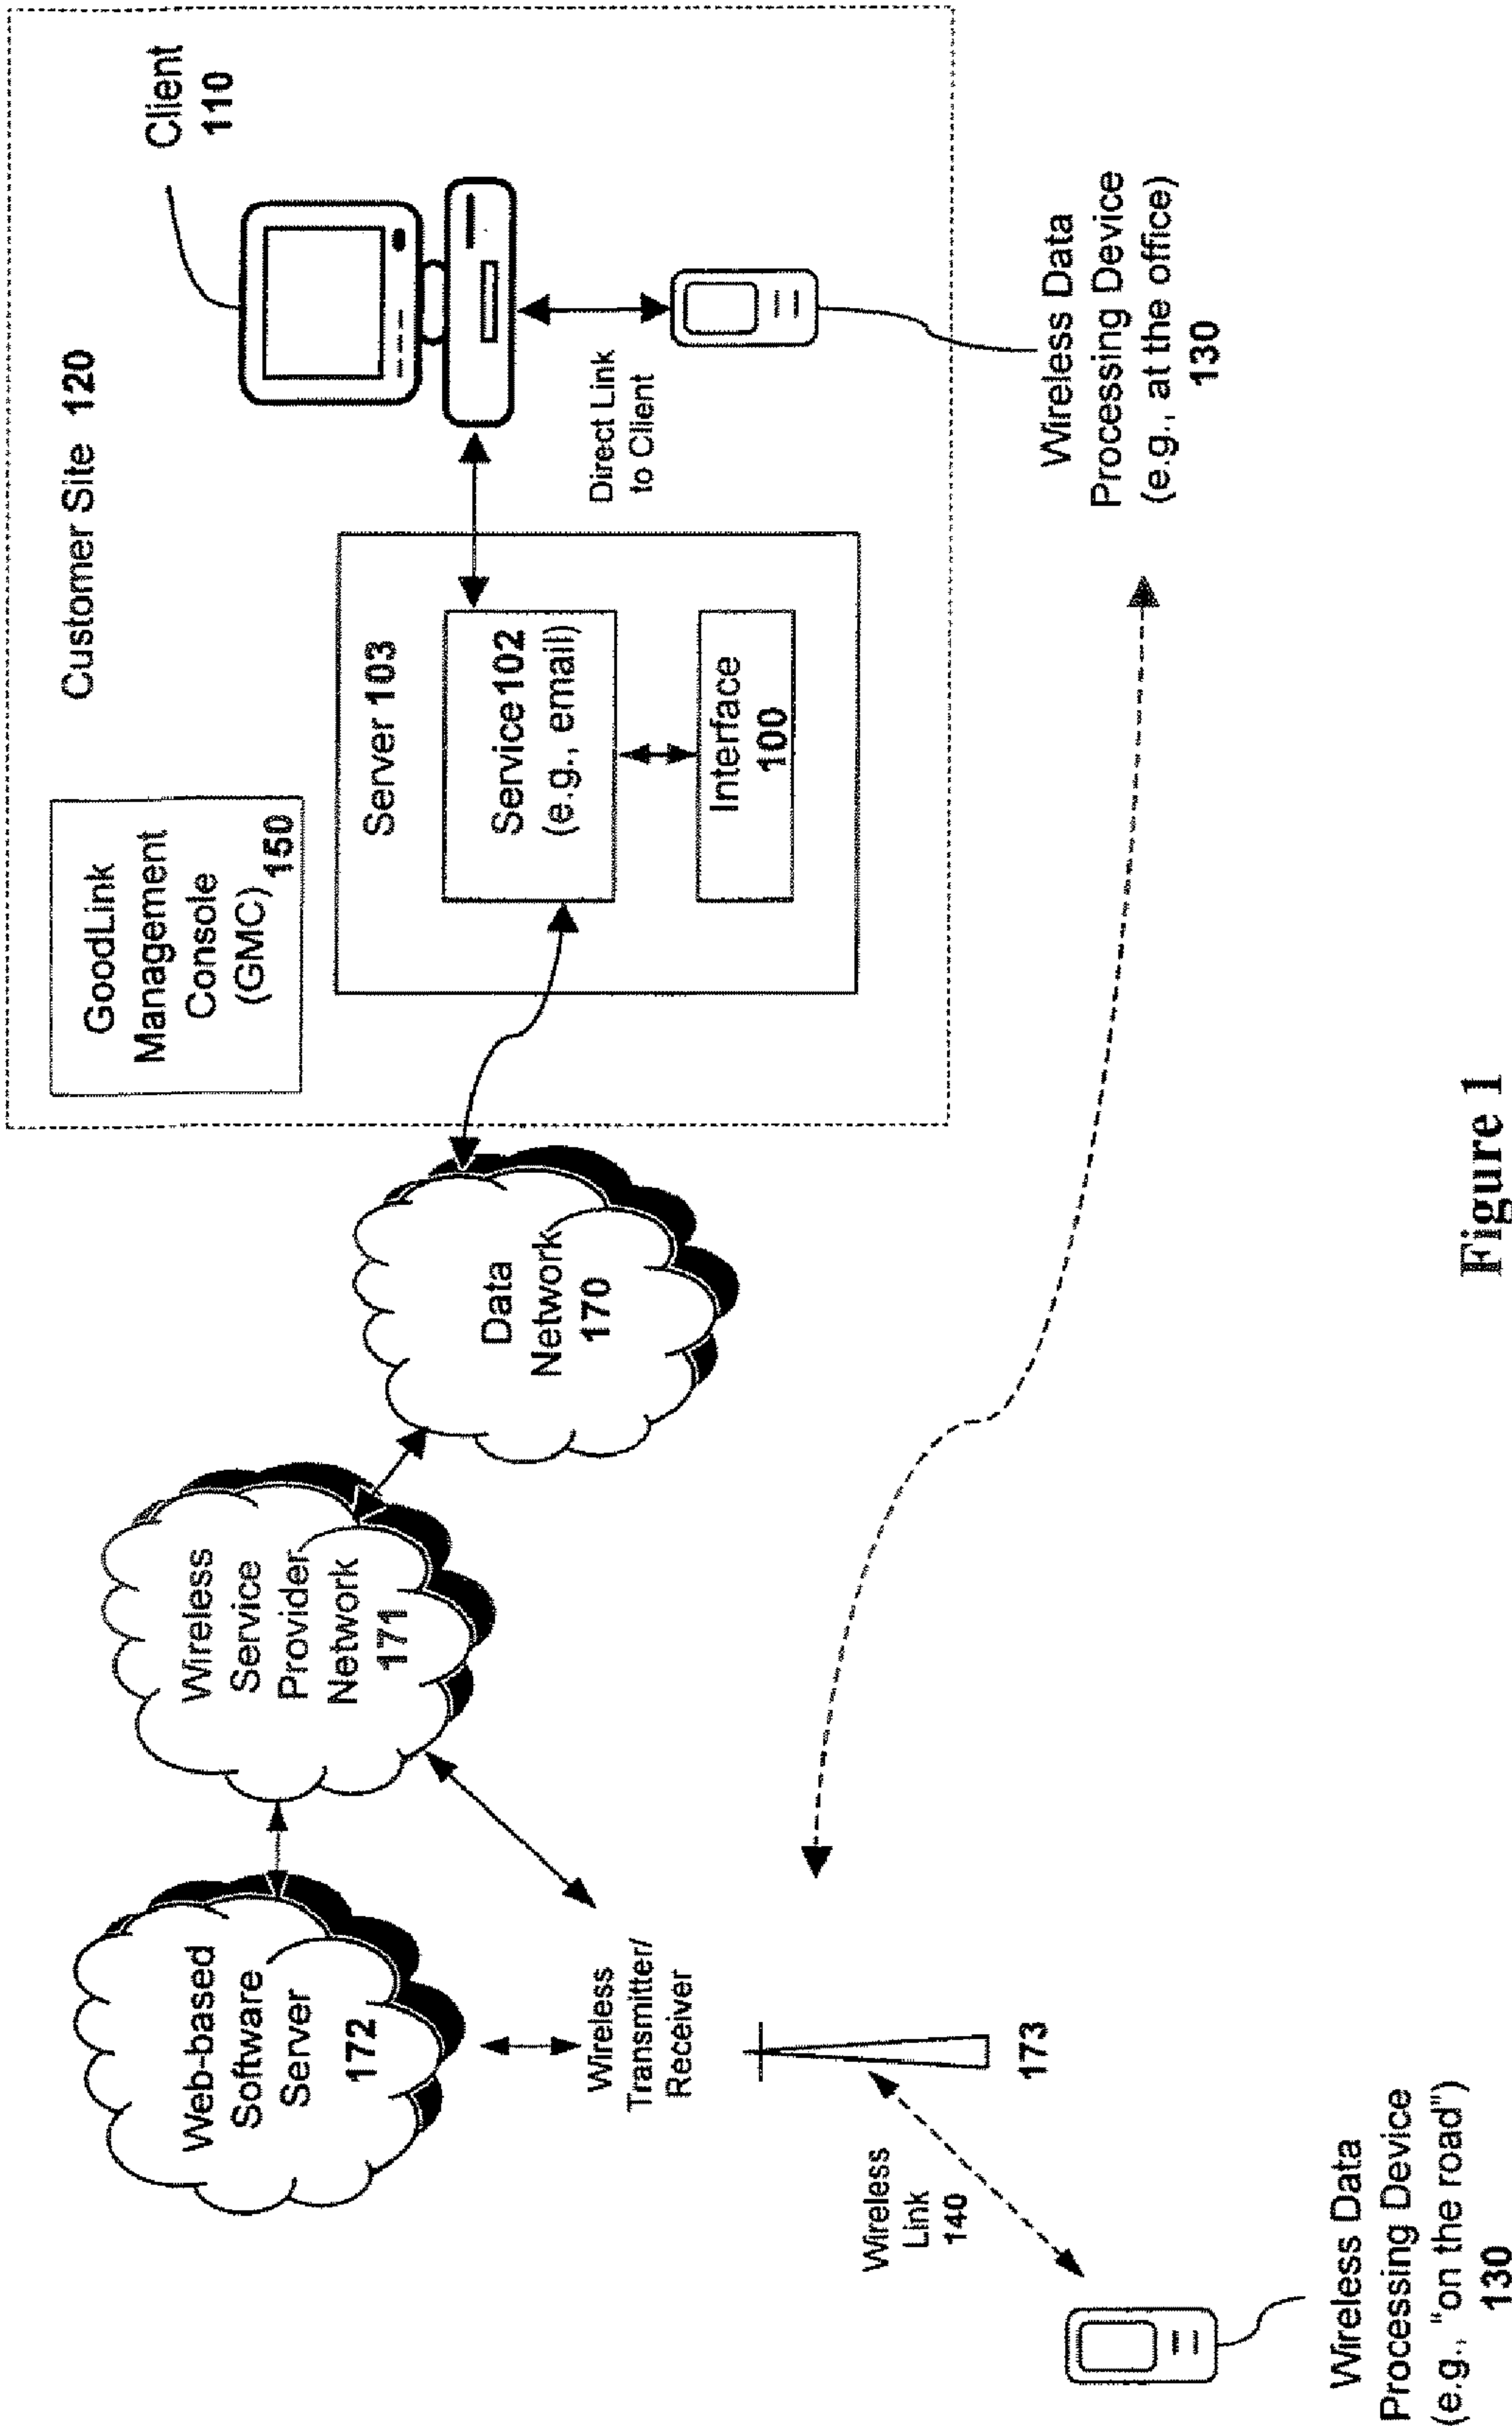 Customer Site 120
Client
110
GoodLink
Management
Console
(GMC)
150
Server 103
Service 102
(e.g., email)
Interface
100
Direct Link
to Client
Wireless Data
Processing Device
(e.g., at the office)
130
Data
Network
170
Wireless
Service
Provider
Network
171
Web-based
Software
Server
172
Wireless
Transmitter/
Receiver
173
Wireless
Link
140
Wireless Data
Processing Device
(e.g., "on the road")
130
Figure 1